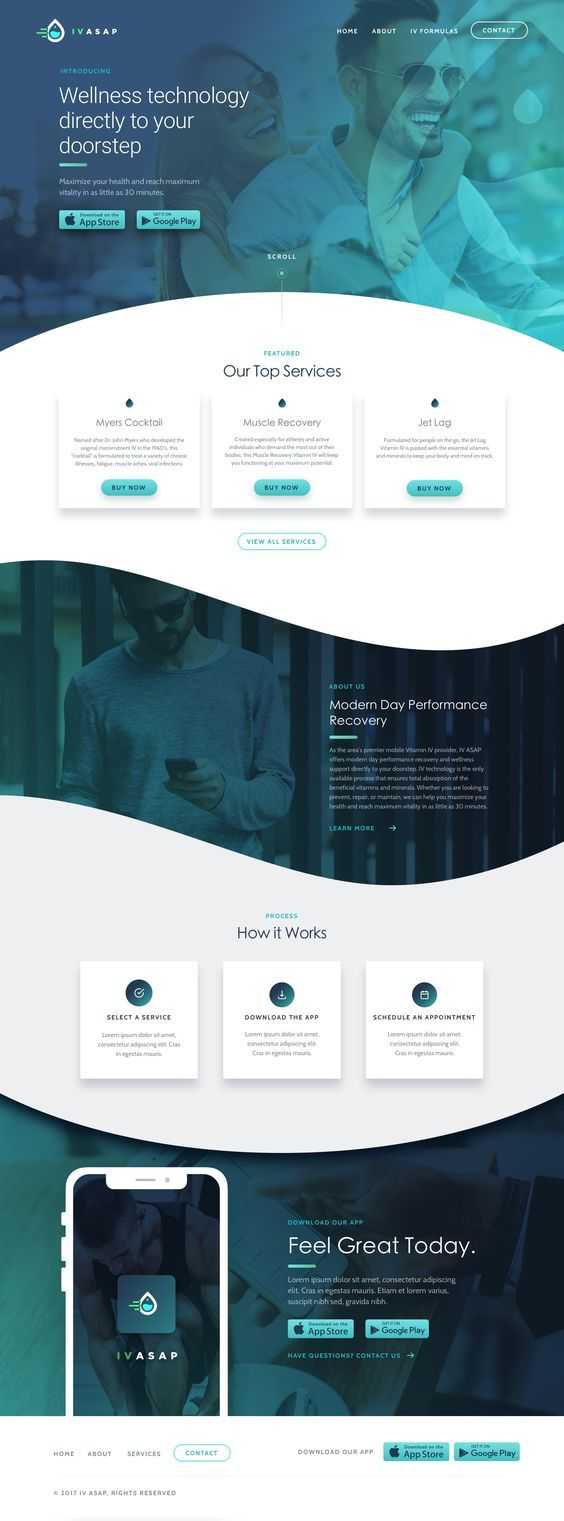 IVASAP
HOME ABOUT IV FORMULAS CONTACT
INTRODUCING
Wellness technology
directly to your
doorstep
Maximize your health and reach maximum
vitality in as little as 30 minutes.
Download on the
App Store
GET IT ON
Google Play
SCROLL
FEATURED
Our Top Services
Myers Cocktail
Named after Dr. John Myers who developed the
original micronutrient IV in the 1960's, this
"cocktail" is formulated to treat a variety of chronic
illnesses, fatigue, muscle aches, viral infections.
BUY NOW
Muscle Recovery
Created especially for athletes and active
individuals who demand the most out of their
bodies, this Muscle Recovery Vitamin IV will keep
you functioning at your maximum potential.
BUY NOW
Jet Lag
Formulated for people on the go, the Jet Lag
Vitamin IV is packed with the essential vitamins
and minerals to keep your body and mind on track.
BUY NOW
VIEW ALL SERVICES
ABOUT US
Modern Day Performance
Recovery
As the area's premier mobile Vitamin IV provider, IV ASAP
offers modern day performance recovery and wellness
support directly to your doorstep. IV technology is the only
available process that ensures total absorption of the
beneficial vitamins and minerals. Whether you are looking to
prevent, repair, or maintain, we can help you maximize your
health and reach maximum vitality in as little as 30 minutes.
LEARN MORE
PROCESS
How it Works
SELECT A SERVICE
Lorem ipsum dolor sit amet,
consectetur adipiscing elit. Cras
in egestas mauris.
DOWNLOAD THE APP
Lorem ipsum dolor sit amet,
consectetur adipiscing elit.
Cras in egestas mauris.
SCHEDULE AN APPOINTMENT
Lorem ipsum dolor sit amet,
consectetur adipiscing elit.
Cras in egestas mauris.
IVASAP
DOWNLOAD OUR APP
Feel Great Today.
Lorem ipsum dolor sit amet, consectetur adipiscing
elit. Cras in egestas mauris. Etiam et lorem varius,
suscipit nibh sed, gravida nibh.
Download on the
App Store
GET IT ON
Google Play
HAVE QUESTIONS? CONTACT US
HOME ABOUT SERVICES CONTACT
DOWNLOAD OUR APP
Download on the
App Store
GET IT ON
Google Play
© 2017 IV ASAP, RIGHTS RESERVED